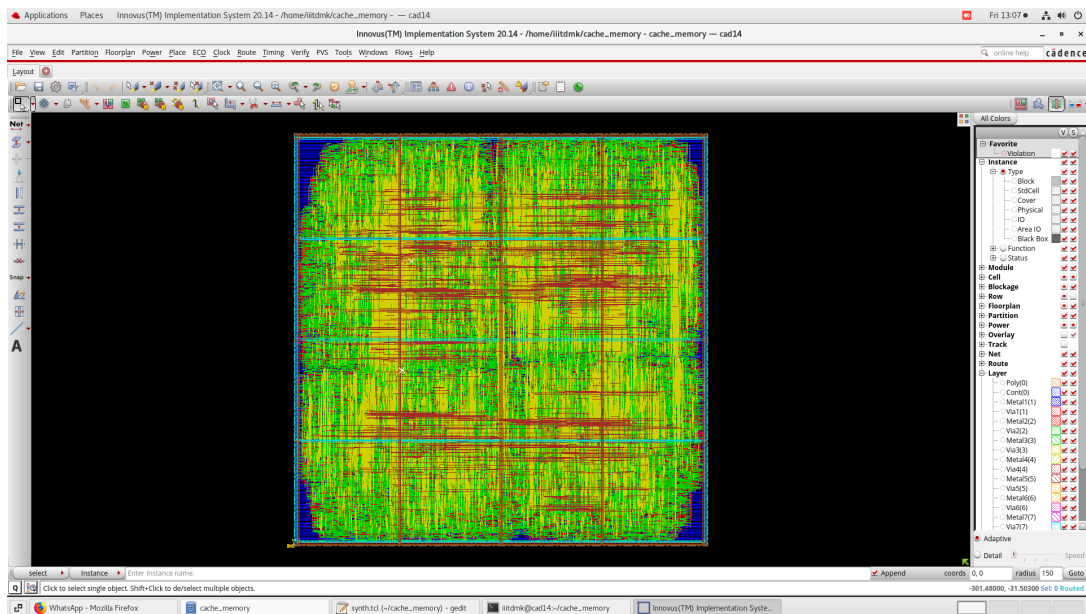 Applications Places Innovus(TM) Implementation System 20.14 - /home/iiitdmk/cache_memory - — cad14 Fri 13:07
Innovus(TM) Implementation System 20.14 - /home/iiitdmk/cache_memory - cache_memory — cad14
File View Edit Partition Floorplan Power Place ECO Clock Route Timing Verify PVS Tools Windows Flows Help online help cādence
Layout
All Colors
Net
V S
Favorite
Violation
Instance
Type
Block
StdCell
Cover
Physical
IO
Area IO
Black Box
Function
Status
Module
Cell
Blockage
Row
Floorplan
Partition
Power
Overlay
Track
Net
Route
Layer
Poly(0)
Cont(0)
Metal1(1)
Via1(1)
Metal2(2)
Via2(2)
Metal3(3)
Via3(3)
Metal4(4)
Via4(4)
Metal5(5)
Via5(5)
Metal6(6)
Via6(6)
Metal7(7)
Via7(7)
Snap
A
Adaptive
Detail Speed
select Instance Enter Instance name. Append coords 0, 0 radius 150 Goto
Q Click to select single object. Shift+Click to de/select multiple objects. -301.48000, -31.50300 Sel: 0 Routed
WhatsApp - Mozilla Firefox cache_memory synth.tcl (~/cache_memory) - gedit iiitdmk@cad14:~/cache_memory Innovus(TM) Implementation Syste...